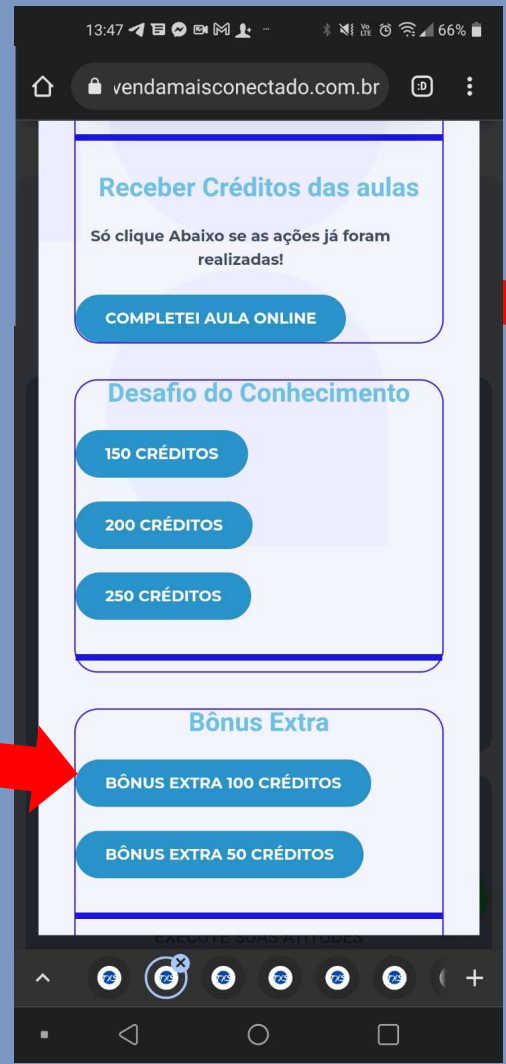 13:47
66%
vendamaisconectado.com.br
:D
Receber Créditos das aulas
Só clique Abaixo se as ações já foram
realizadas!
COMPLETEI AULA ONLINE
Desafio do Conhecimento
150 CRÉDITOS
200 CRÉDITOS
250 CRÉDITOS
Bônus Extra
BÔNUS EXTRA 100 CRÉDITOS
BÔNUS EXTRA 50 CRÉDITOS
EXECUTE SUAS ATITUDES